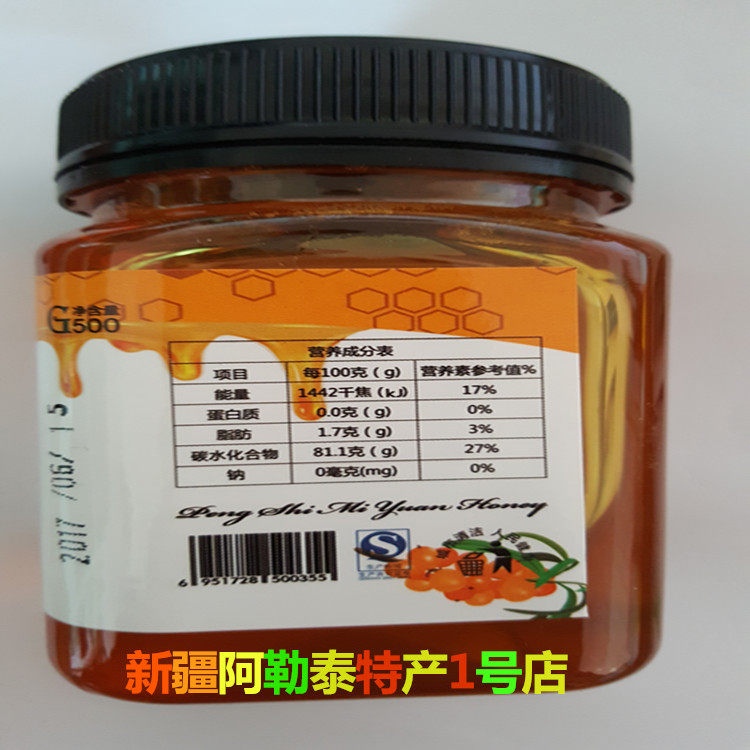 净含量
G500
营养成分表
项目 每100克（g） 营养素参考值%
能量 1442千焦（kJ） 17%
蛋白质 0.0克（g） 0%
脂肪 1.7克（g） 3%
碳水化合物 81.1克（g） 27%
钠 0毫克(mg) 0%
2017/06/ 15
Peng Shi Mi Yuan Honey
6 951728 500355
新疆阿勒泰特产1号店